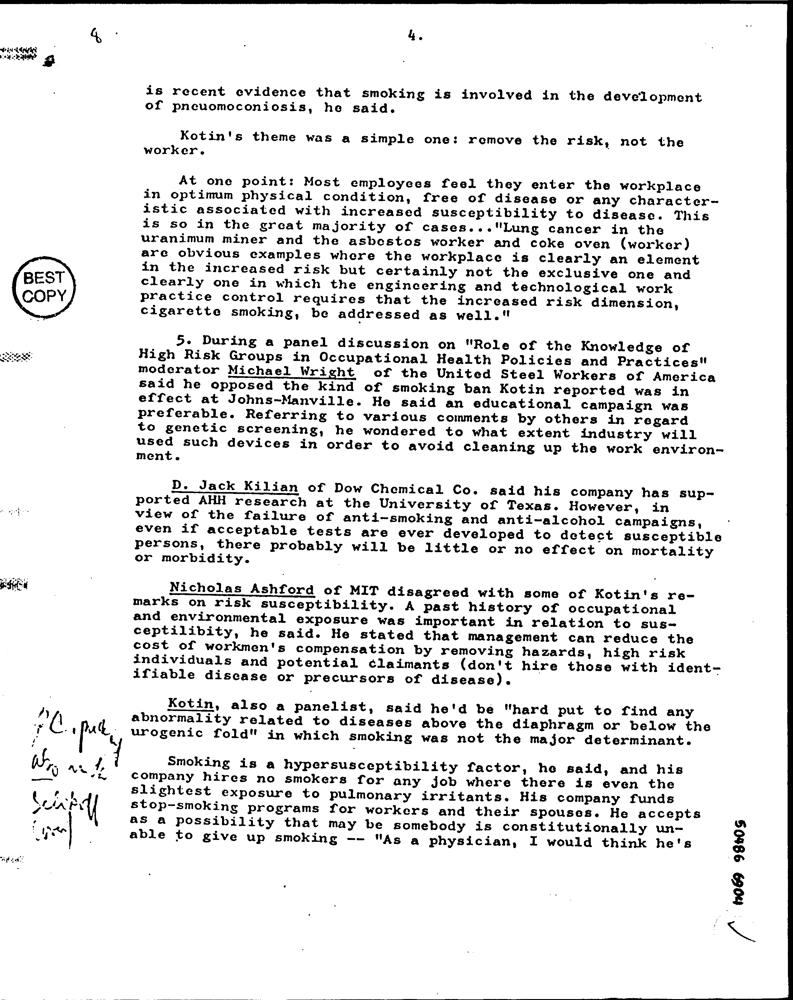 8
4.
is recent evidence that smoking is involved in the development
of pneuomoconiosis, he said.
Kotin's theme was a simple one: remove the risk, not the
worker.
At one point: Most employees feel they enter the workplace
in optimum physical condition, free of disease or any character-
istic associated with increased susceptibility to disease. This
is so in the great majority of cases..."Lung cancer in the
uranimum miner and the asbestos worker and coke oven (worker)
are obvious examples where the workplace is clearly an element
in the increased risk but certainly not the exclusive one and
clearly one in which the engineering and technological work
practice control requires that the increased risk dimension,
cigarette smoking, be addressed as well."
BEST
COPY
5. During a panel discussion on "Role of the Knowledge of
High Risk Groups in Occupational Health Policies and Practices"
moderator Michael Wright of the United Steel Workers of America
said he opposed the kind of smoking ban Kotin reported was in
effect at Johns-Manville. He said an educational campaign was
preferable. Referring to various comments by others in regard
to genetic screening, he wondered to what extent industry will
used such devices in order to avoid cleaning up the work environ-
ment.
D. Jack Kilian of Dow Chemical Co. said his company has sup-
ported AHH research at the University of Texas. However, in
view of the failure of anti-smoking and anti-alcohol campaigns,
even if acceptable tests are ever developed to detect susceptible
persons, there probably will be little or no effect on mortality
or morbidity.
Nicholas Ashford of MIT disagreed with some of Kotin's re-
marks on risk susceptibility. A past history of occupational
and environmental exposure was important in relation to sus-
ceptilibity, he said. He stated that management can reduce the
cost of workmen's compensation by removing hazards, high risk
individuals and potential claimants (don't hire those with ident-
ifiable disease or precursors of disease).
Kotin, also a panelist, said he'd be "hard put to find any
abnormality related to diseases above the diaphragm or below the
urogenic fold" in which smoking was not the major determinant.
Smoking is a hypersusceptibility factor, he said, and his
company hires no smokers for any job where there is even the
slightest exposure to pulmonary irritants. His company funds
stop-smoking programs for workers and their spouses. He accepts
as a possibility that may be somebody is constitutionally un-
able to give up smoking -- "As a physician, I would think he's
50486 6904